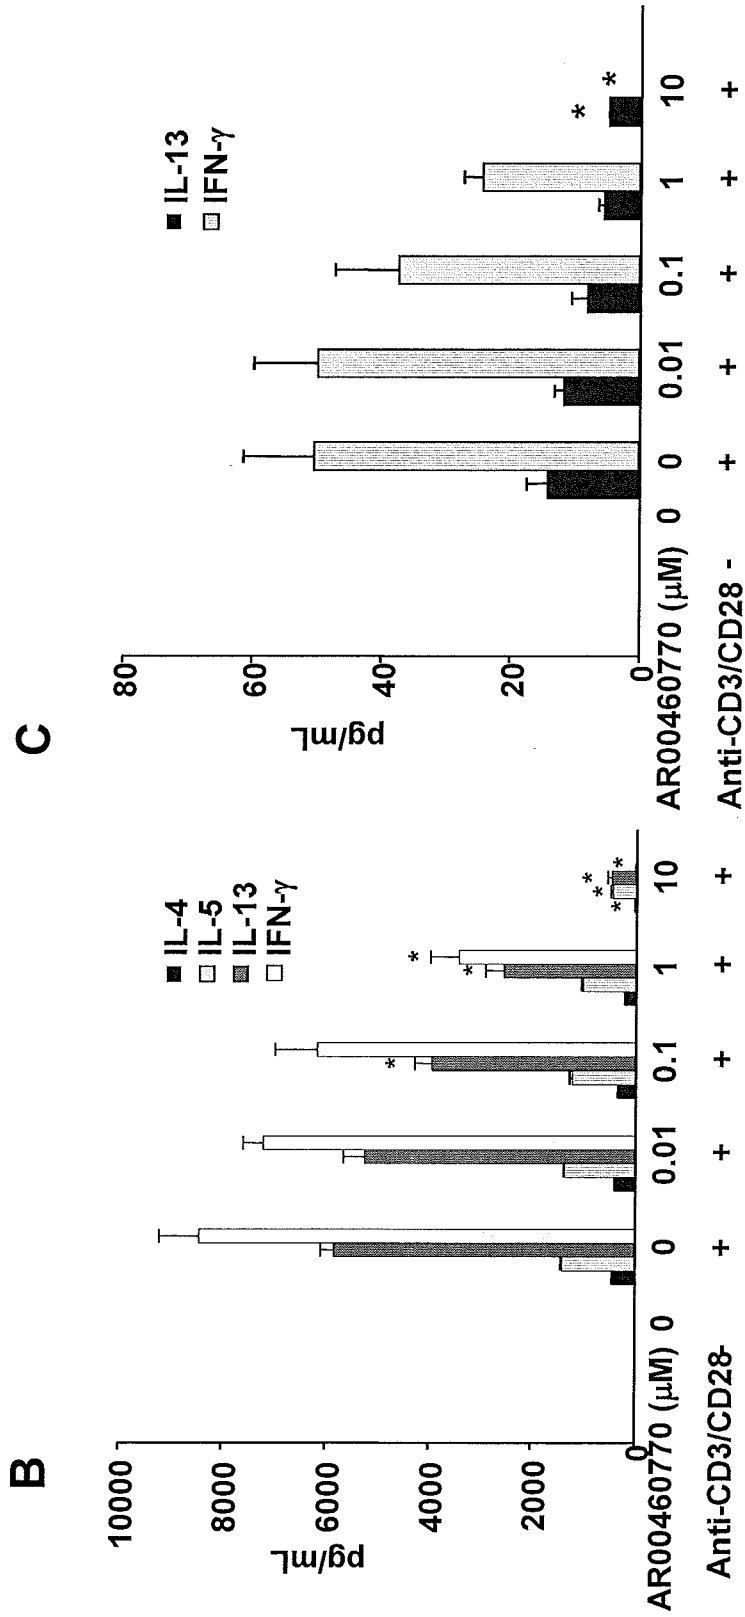 B
pg/mL
10000
8000
6000
4000
2000
0
IL-4
IL-5
IL-13
IFN-γ
* * * * * * *
AR00460770 (μM) 0 0 0.01 0.1 1 10
Anti-CD3/CD28 - + + + + +
C
pg/mL
80
60
40
20
0
IL-13
IFN-γ
* *
AR00460770 (μM) 0 0 0.01 0.1 1 10
Anti-CD3/CD28 - + + + + +